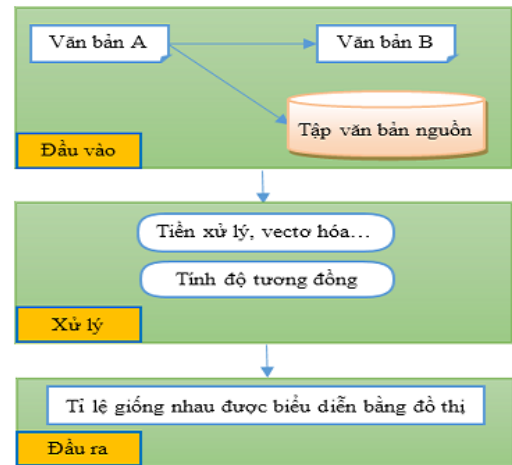 Văn bản A
Văn bản B
Tập văn bản nguồn
Đầu vào
Tiền xử lý, vectơ hóa...
Tính độ tương đồng
Xử lý
Tỉ lệ giống nhau được biểu diễn bằng đồ thị
Đầu ra